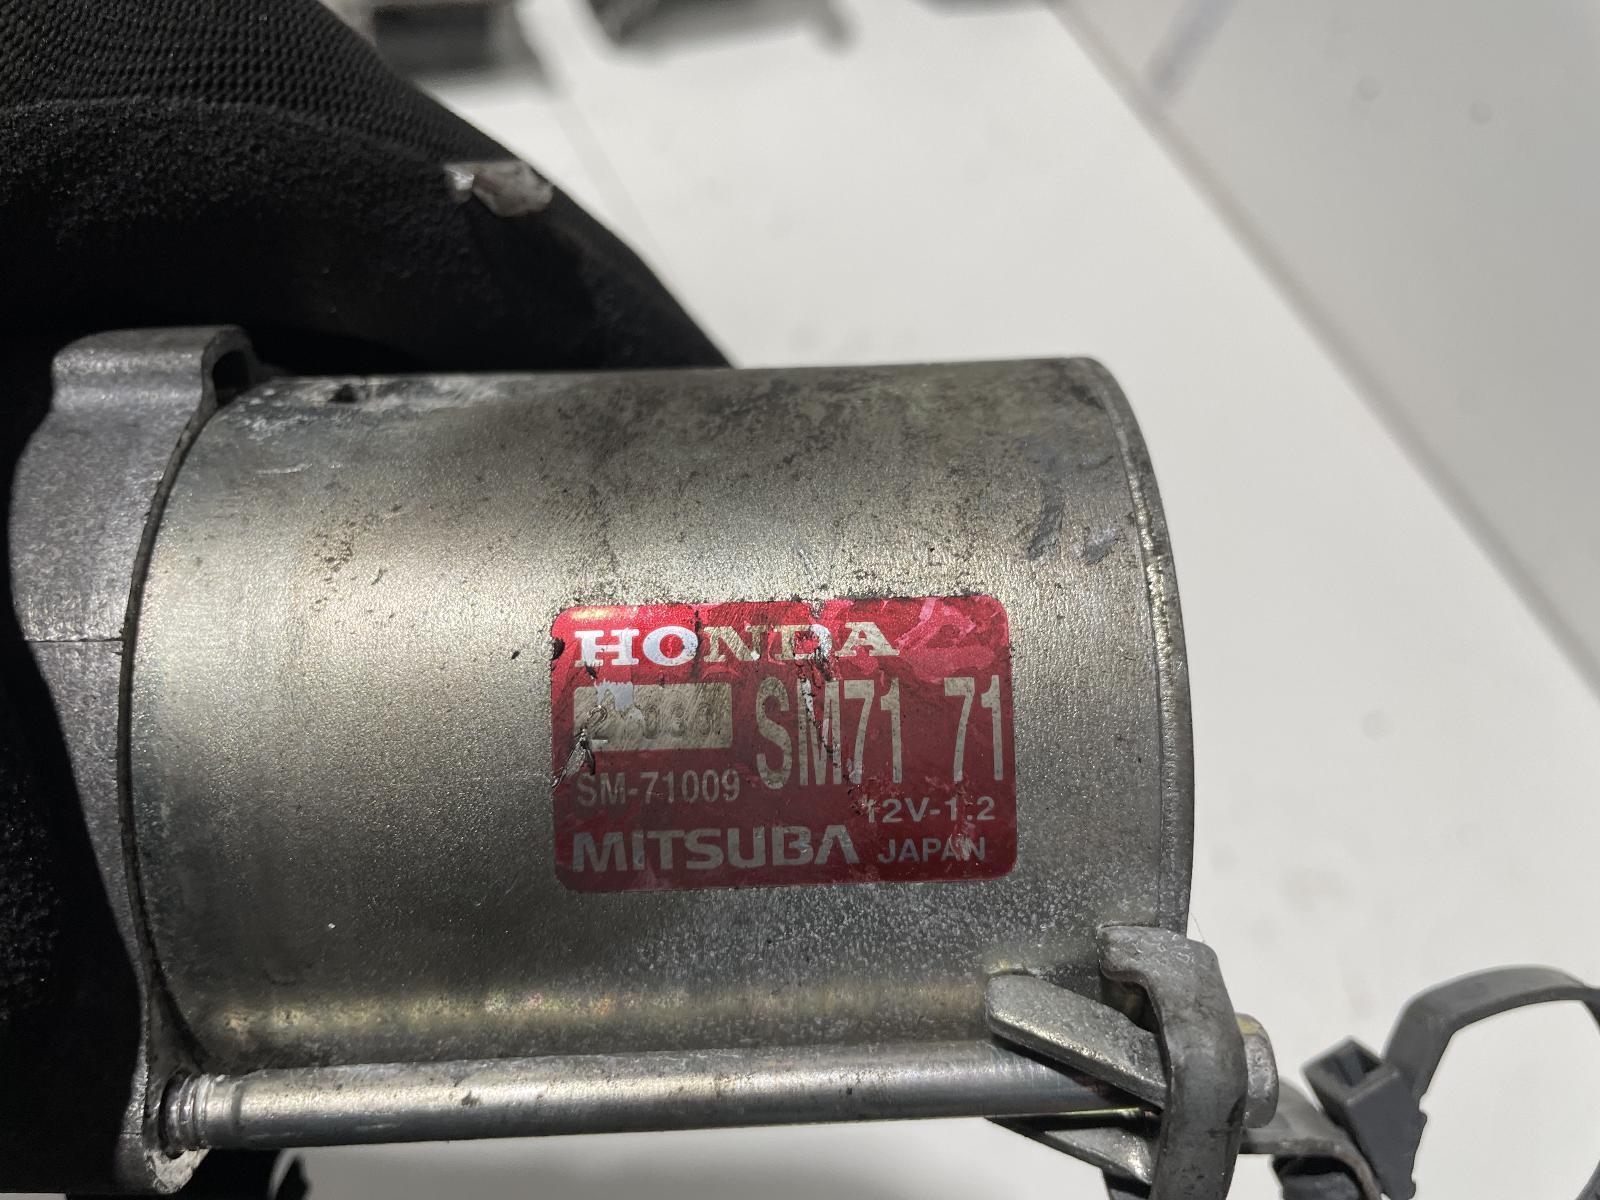 HONDA
SM71 71
SM-71009
12V-1.2
MITSUBA JAPAN